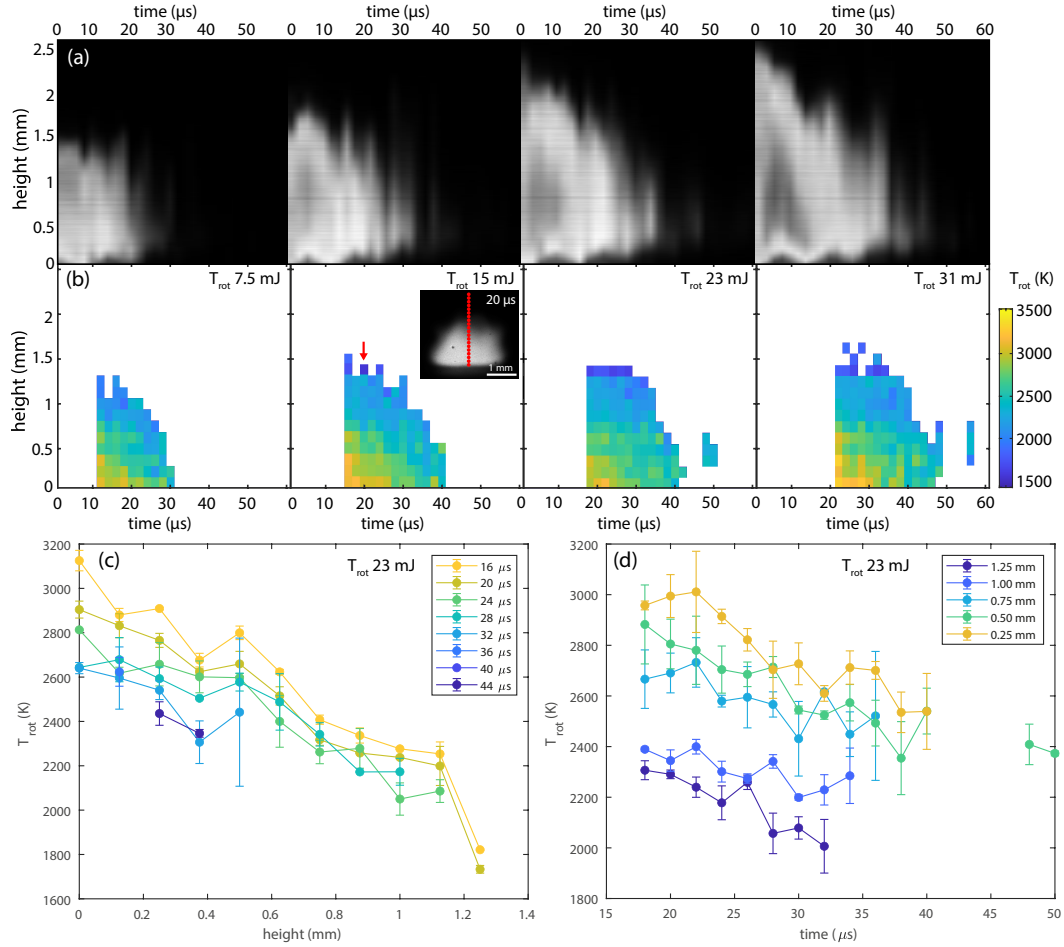 time (μs) time (μs) time (μs) time (μs)
0 10 20 30 40 50 0 10 20 30 40 50 0 10 20 30 40 50 0 10 20 30 40 50 60
(a)
height (mm)
2.5
2
1.5
1
0.5
0
(b)
T_rot 7.5 mJ
T_rot 15 mJ
T_rot 23 mJ
T_rot 31 mJ
T_rot (K)
20 μs
1 mm
height (mm)
2
1.5
1
0.5
0
3500
3000
2500
2000
1500
0 10 20 30 40 50 0 10 20 30 40 50 0 10 20 30 40 50 0 10 20 30 40 50 60
time (μs) time (μs) time (μs) time (μs)
(c)
T_rot 23 mJ
16 μs
20 μs
24 μs
28 μs
32 μs
36 μs
40 μs
44 μs
T_rot (K)
3200
3000
2800
2600
2400
2200
2000
1800
1600
0 0.2 0.4 0.6 0.8 1 1.2 1.4
height (mm)
(d)
T_rot 23 mJ
1.25 mm
1.00 mm
0.75 mm
0.50 mm
0.25 mm
T_rot (K)
3200
3000
2800
2600
2400
2200
2000
1800
15 20 25 30 35 40 45 50
time (μs)